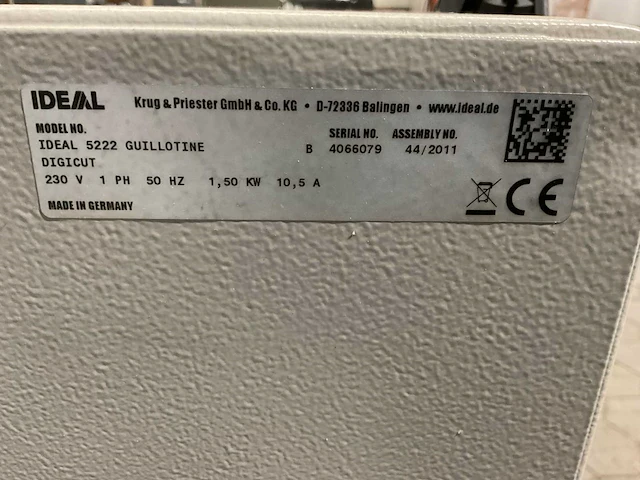 IDEAL Krug & Priester GmbH & Co. KG • D-72336 Balingen • www.ideal.de
MODEL NO. SERIAL NO. ASSEMBLY NO.
IDEAL 5222 GUILLOTINE B 4066079 44/2011
DIGICUT
230 V 1 PH 50 HZ 1,50 KW 10,5 A
MADE IN GERMANY CE